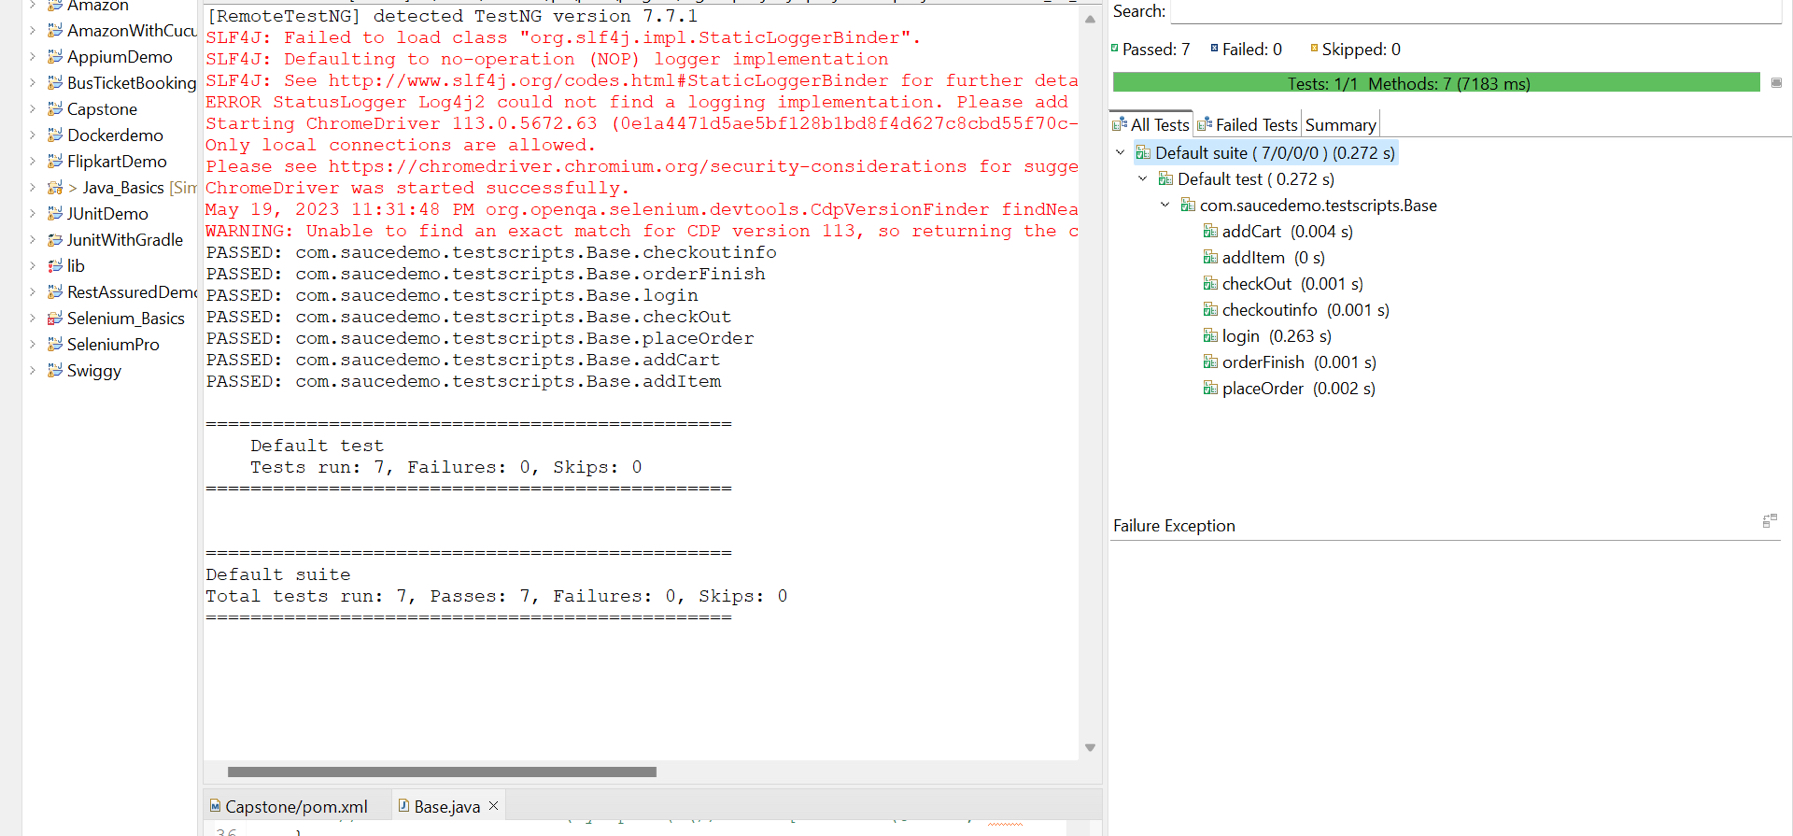 Amazon
AmazonWithCucu
AppiumDemo
BusTicketBooking
Capstone
Dockerdemo
FlipkartDemo
> Java_Basics [Sim
JUnitDemo
JunitWithGradle
lib
RestAssuredDemo
Selenium_Basics
SeleniumPro
Swiggy
[RemoteTestNG] detected TestNG version 7.7.1
SLF4J: Failed to load class "org.slf4j.impl.StaticLoggerBinder".
SLF4J: Defaulting to no-operation (NOP) logger implementation
SLF4J: See http://www.slf4j.org/codes.html#StaticLoggerBinder for further deta
ERROR StatusLogger Log4j2 could not find a logging implementation. Please add
Starting ChromeDriver 113.0.5672.63 (0e1a4471d5ae5bf128b1bd8f4d627c8cbd55f70c-
Only local connections are allowed.
Please see https://chromedriver.chromium.org/security-considerations for sugge
ChromeDriver was started successfully.
May 19, 2023 11:31:48 PM org.openqa.selenium.devtools.CdpVersionFinder findNea
WARNING: Unable to find an exact match for CDP version 113, so returning the c
PASSED: com.saucedemo.testscripts.Base.checkoutinfo
PASSED: com.saucedemo.testscripts.Base.orderFinish
PASSED: com.saucedemo.testscripts.Base.login
PASSED: com.saucedemo.testscripts.Base.checkOut
PASSED: com.saucedemo.testscripts.Base.placeOrder
PASSED: com.saucedemo.testscripts.Base.addCart
PASSED: com.saucedemo.testscripts.Base.addItem
===============================================
Default test
Tests run: 7, Failures: 0, Skips: 0
===============================================
===============================================
Default suite
Total tests run: 7, Passes: 7, Failures: 0, Skips: 0
===============================================
Capstone/pom.xml
Base.java
36 }
Search:
Passed: 7 Failed: 0 Skipped: 0
Tests: 1/1 Methods: 7 (7183 ms)
All Tests Failed Tests Summary
Default suite ( 7/0/0/0 ) (0.272 s)
Default test ( 0.272 s)
com.saucedemo.testscripts.Base
addCart (0.004 s)
addItem (0 s)
checkOut (0.001 s)
checkoutinfo (0.001 s)
login (0.263 s)
orderFinish (0.001 s)
placeOrder (0.002 s)
Failure Exception